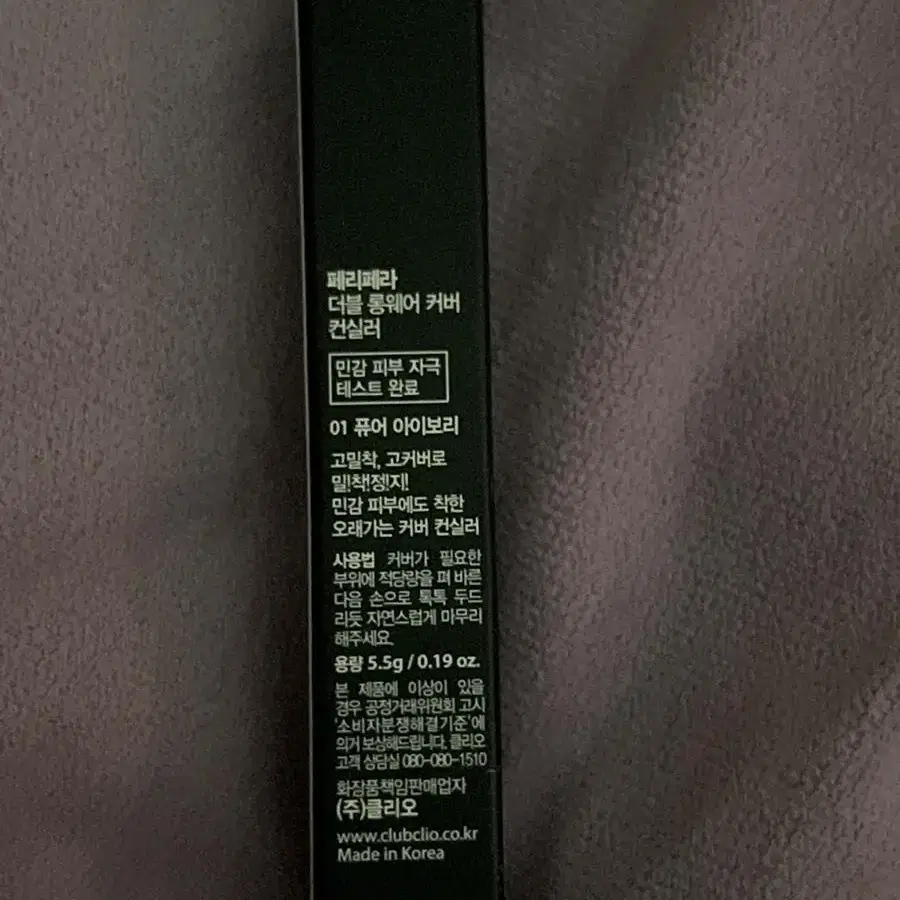 페리페라
더블 롱웨어 커버
컨실러
민감 피부 자극
테스트 완료
01 퓨어 아이보리
고밀착, 고커버로
밀!착!정!지!
민감 피부에도 착한
오래가는 커버 컨실러
사용법 커버가 필요한
부위에 적당량을 펴 바른
다음 손으로 톡톡 두드
리듯 자연스럽게 마무리
해주세요.
용량 5.5g / 0.19 oz.
본 제품에 이상이 있을
경우 공정거래위원회 고시
'소비자분쟁해결기준'에
의거 보상해드립니다. 클리오
고객 상담실 080-080-1510
화장품책임판매업자
(주)클리오
www.clubclio.co.kr
Made in Korea